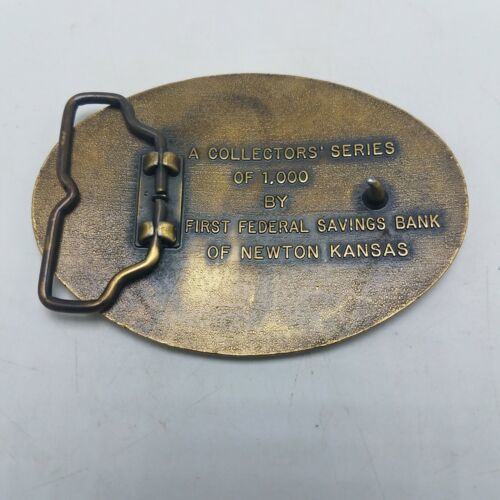 A COLLECTORS' SERIES
OF 1,000
BY
FIRST FEDERAL SAVINGS BANK
OF NEWTON KANSAS